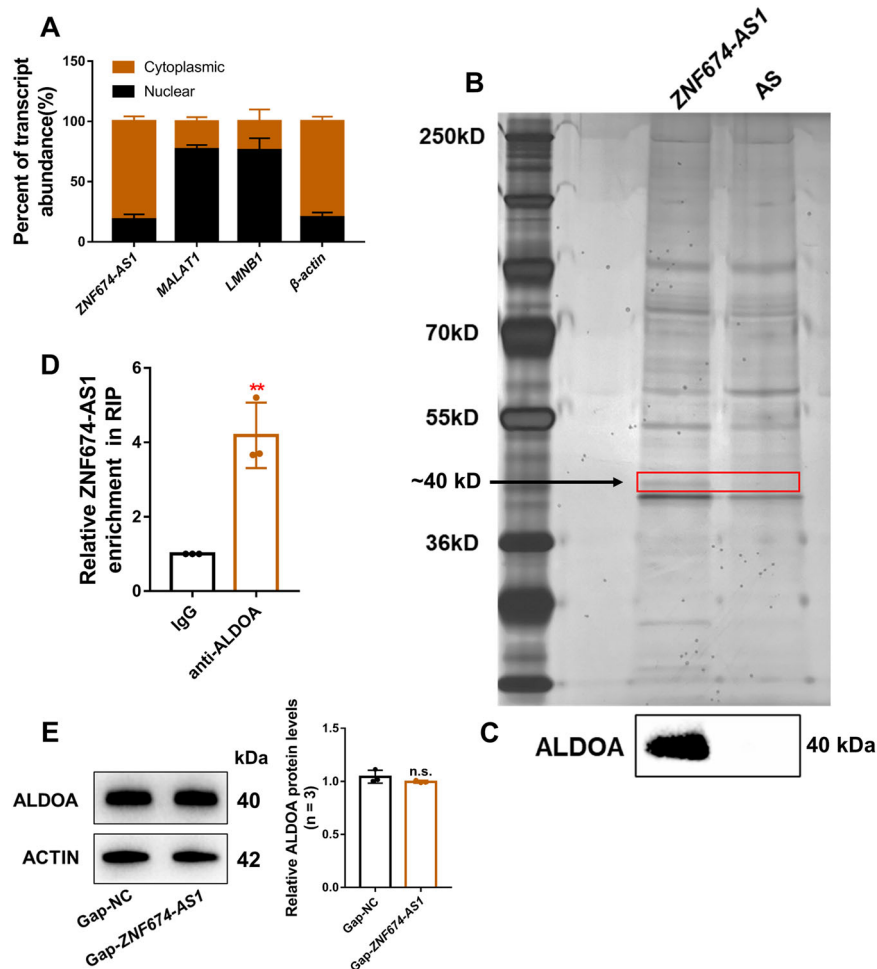 A
Percent of transcript
abundance(%)
150
100
50
0
Cytoplasmic
Nuclear
ZNF674-AS1
MALAT1
LMNB1
β-actin
B
ZNF674-AS1
AS
250kD
70kD
55kD
~40 kD
36kD
D
Relative ZNF674-AS1
enrichment in RIP
6
4
2
0
**
IgG
anti-ALDOA
C
ALDOA
40 kDa
E
kDa
ALDOA
40
ACTIN
42
Gap-NC
Gap-ZNF674-AS1
Relative ALDOA protein levels
(n = 3)
1.5
1.0
0.5
0.0
n.s.
Gap-NC
Gap-ZNF674-AS1